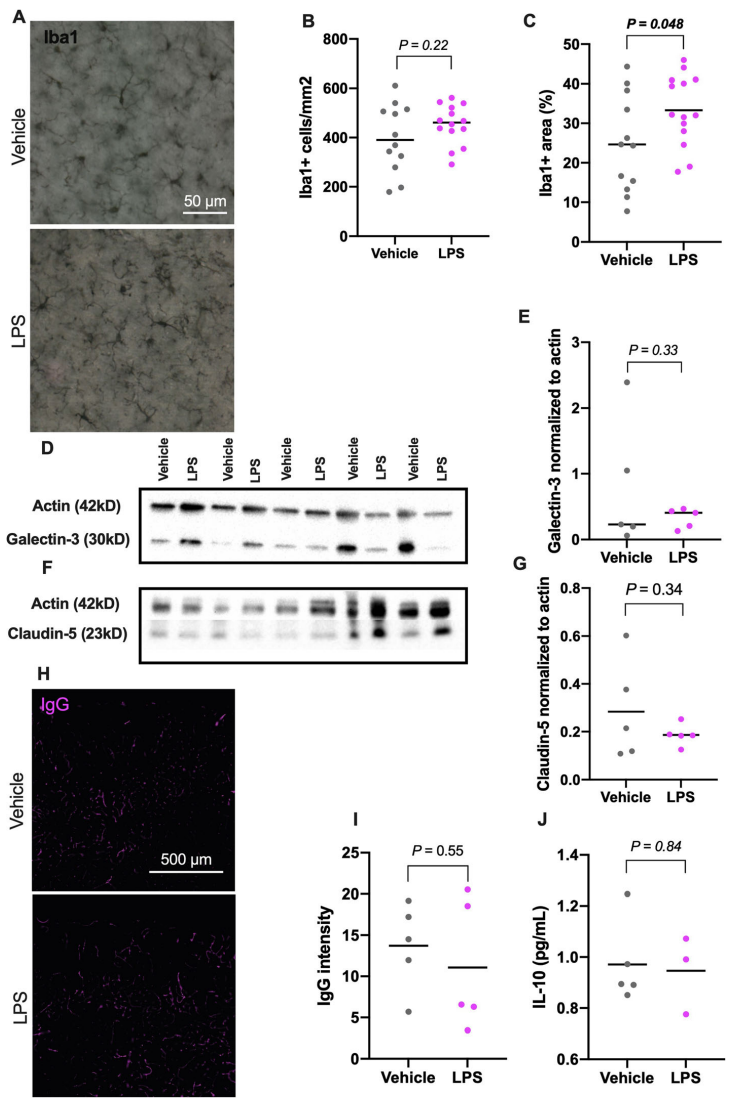 A
Iba1
Vehicle
50 µm
LPS
B
P = 0.22
Iba1+ cells/mm2
800
600
400
200
0
Vehicle
LPS
C
P = 0.048
Iba1+ area (%)
50
40
30
20
10
0
Vehicle
LPS
D
Vehicle LPS Vehicle LPS Vehicle LPS Vehicle LPS Vehicle LPS
Actin (42kD)
Galectin-3 (30kD)
E
P = 0.33
Galectin-3 normalized to actin
3
2
1
0
Vehicle
LPS
F
Actin (42kD)
Claudin-5 (23kD)
G
P = 0.34
Claudin-5 normalized to actin
0.8
0.6
0.4
0.2
0.0
Vehicle
LPS
H
IgG
Vehicle
500 µm
LPS
I
P = 0.55
IgG intensity
25
20
15
10
5
0
Vehicle
LPS
J
P = 0.84
IL-10 (pg/mL)
1.4
1.2
1.0
0.8
0.6
Vehicle
LPS